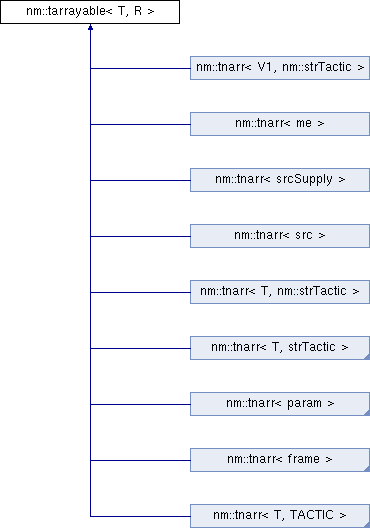 nm::tarrayable< T, R >
nm::tnarr< V1, nm::strTactic >
nm::tnarr< me >
nm::tnarr< srcSupply >
nm::tnarr< src >
nm::tnarr< T, nm::strTactic >
nm::tnarr< T, strTactic >
nm::tnarr< param >
nm::tnarr< frame >
nm::tnarr< T, TACTIC >